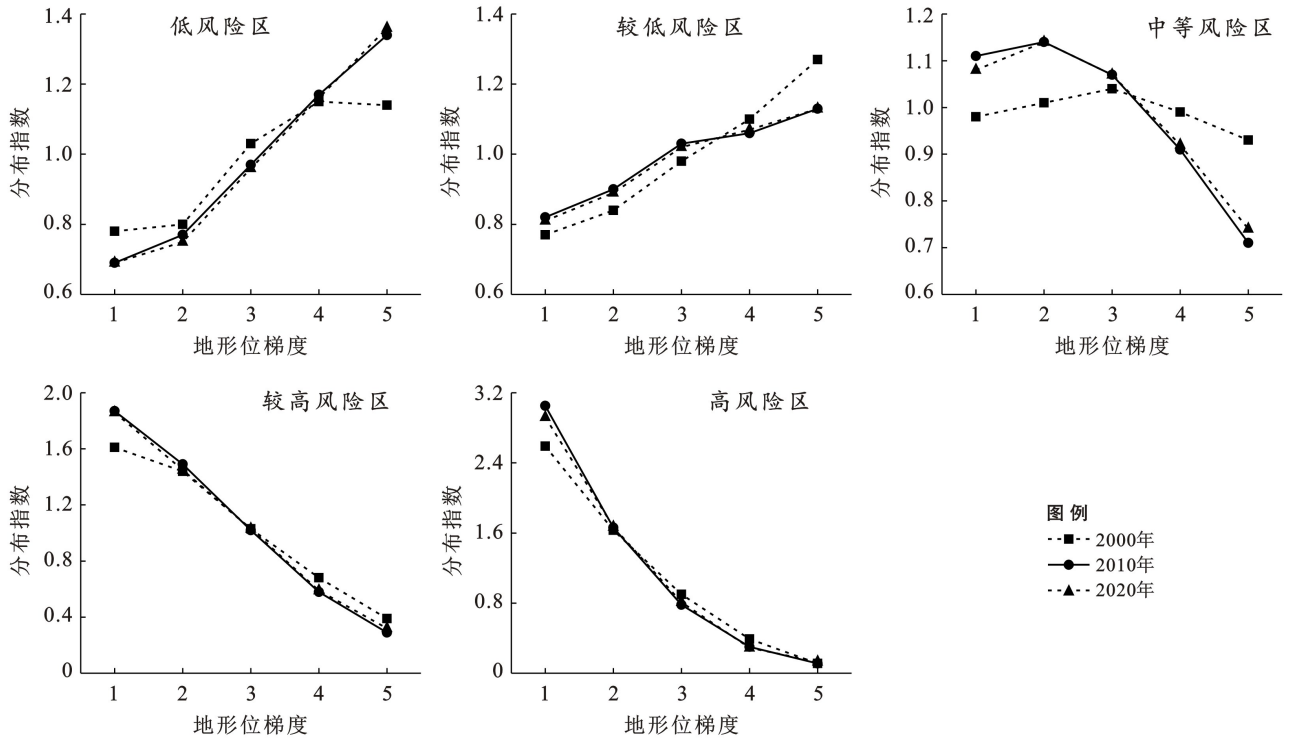 低风险区
分布指数
1.4
1.2
1.0
0.8
0.6
1 2 3 4 5
地形位梯度
较低风险区
分布指数
1.4
1.2
1.0
0.8
0.6
1 2 3 4 5
地形位梯度
中等风险区
分布指数
1.2
1.1
1.0
0.9
0.8
0.7
0.6
1 2 3 4 5
地形位梯度
较高风险区
分布指数
2.0
1.6
1.2
0.8
0.4
0
1 2 3 4 5
地形位梯度
高风险区
分布指数
3.2
2.4
1.6
0.8
0
1 2 3 4 5
地形位梯度
图例
2000年
2010年
2020年